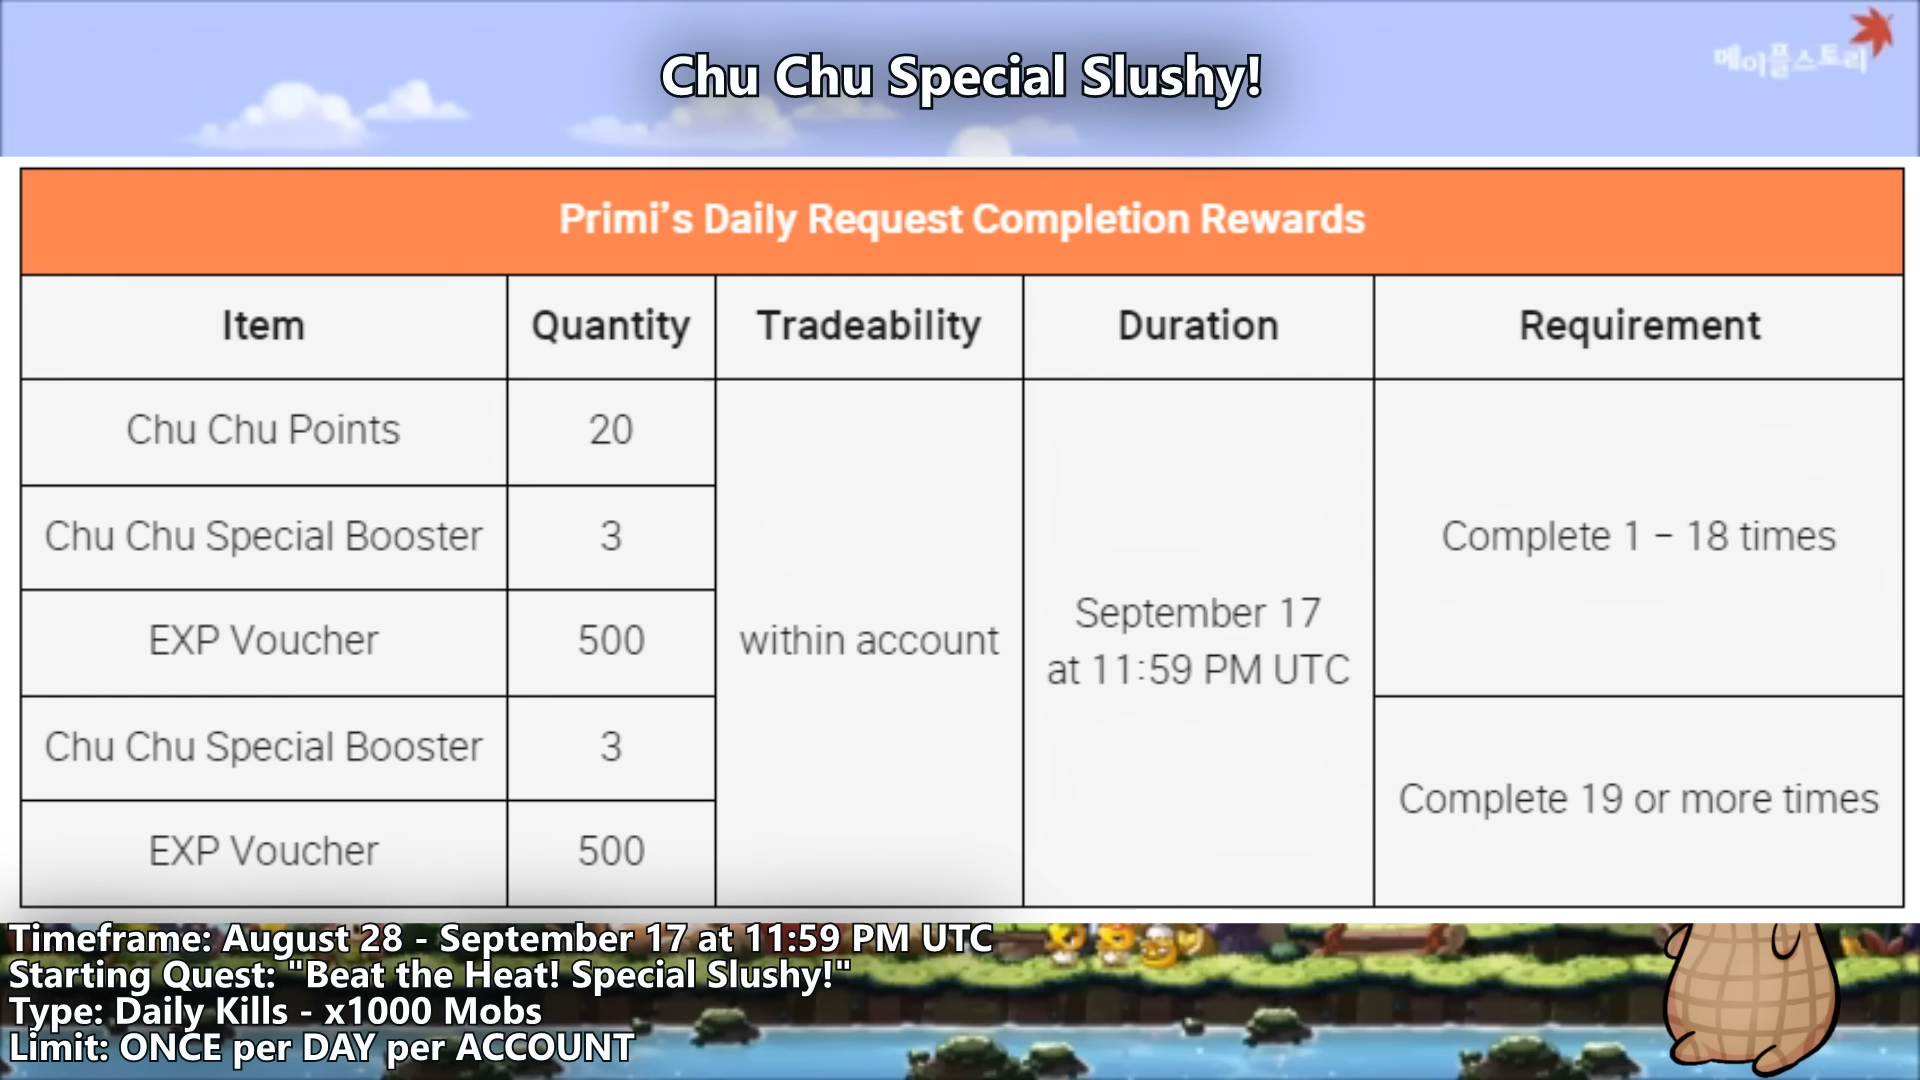 Chu Chu Special Slushy!
메이플스토리
Primi’s Daily Request Completion Rewards
Item Quantity Tradeability Duration Requirement
Chu Chu Points 20
Chu Chu Special Booster 3
EXP Voucher 500
Chu Chu Special Booster 3
EXP Voucher 500
within account
September 17
at 11:59 PM UTC
Complete 1 – 18 times
Complete 19 or more times
Timeframe: August 28 - September 17 at 11:59 PM UTC
Starting Quest: "Beat the Heat! Special Slushy!"
Type: Daily Kills - x1000 Mobs
Limit: ONCE per DAY per ACCOUNT